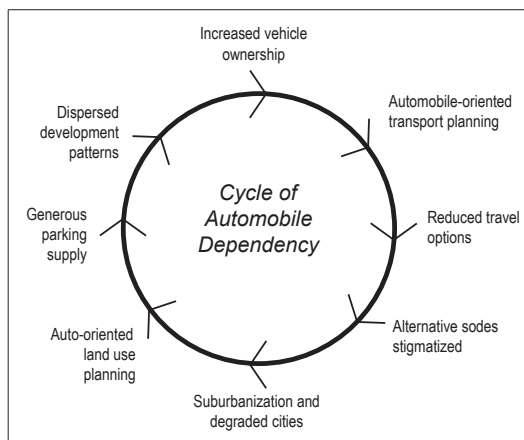 Increased vehicle
ownership
Automobile-oriented
transport planning
Reduced travel
options
Alternative sodes
stigmatized
Suburbanization and
degraded cities
Auto-oriented
land use
planning
Generous
parking
supply
Dispersed
development
patterns
Cycle of
Automobile
Dependency